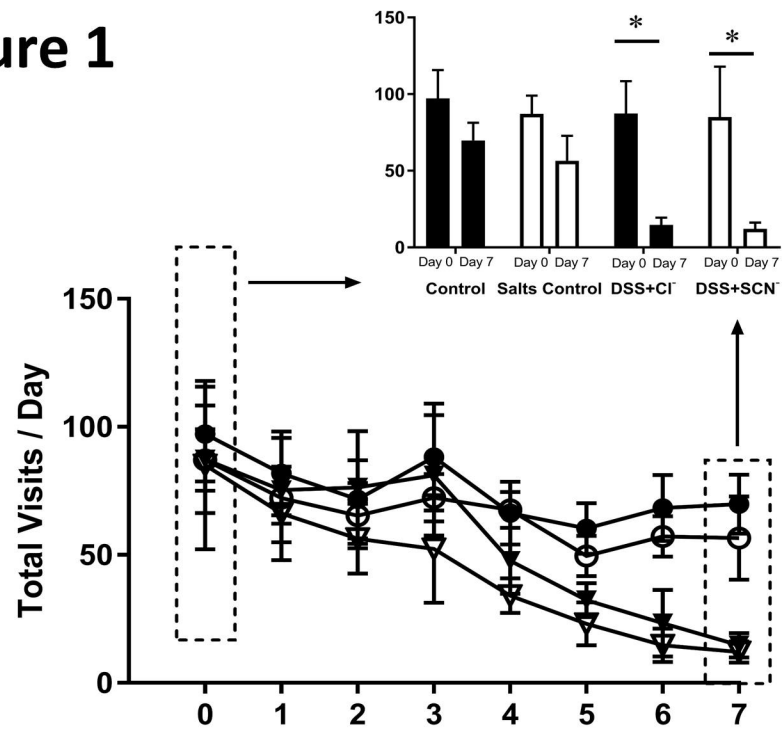 ure 1
150
100
50
0
* *
Day 0 Day 7 Day 0 Day 7 Day 0 Day 7 Day 0 Day 7
Control Salts Control DSS+Cl⁻ DSS+SCN⁻
150
100
50
0
Total Visits / Day
0 1 2 3 4 5 6 7